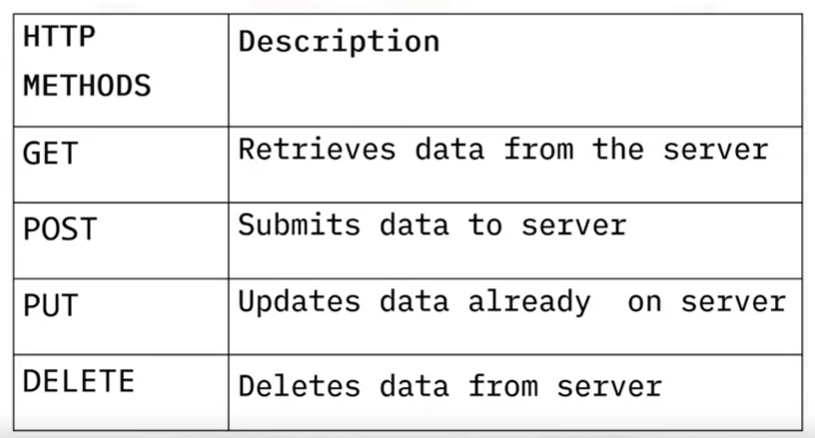 HTTP
METHODS
Description
GET
Retrieves data from the server
POST
Submits data to server
PUT
Updates data already  on server
DELETE
Deletes data from server